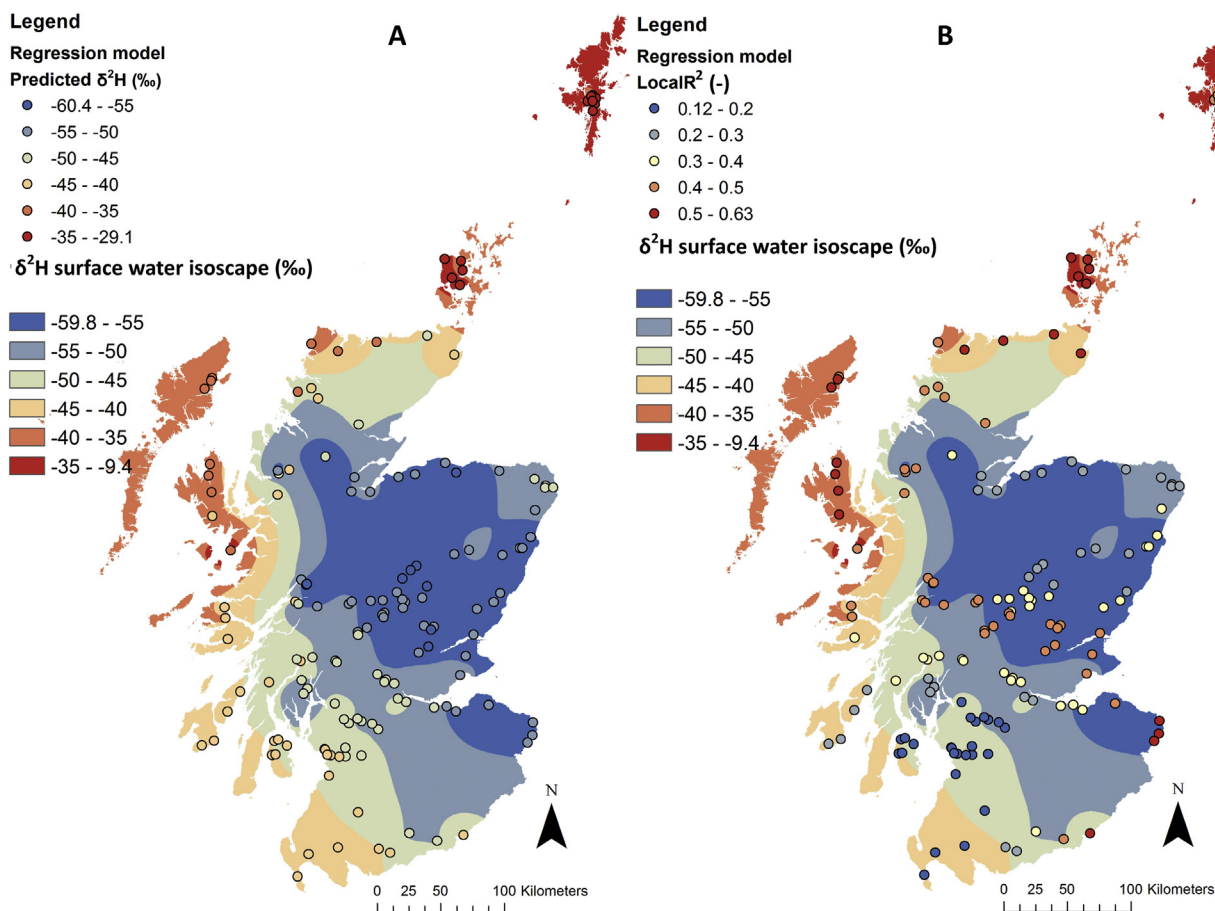 Legend
A
Regression model
Predicted δ²H (‰)
-60.4 - -55
-55 - -50
-50 - -45
-45 - -40
-40 - -35
-35 - -29.1
δ²H surface water isoscape (‰)
-59.8 - -55
-55 - -50
-50 - -45
-45 - -40
-40 - -35
-35 - -9.4
N
0 25 50 100 Kilometers
Legend
B
Regression model
LocalR² (-)
0.12 - 0.2
0.2 - 0.3
0.3 - 0.4
0.4 - 0.5
0.5 - 0.63
δ²H surface water isoscape (‰)
-59.8 - -55
-55 - -50
-50 - -45
-45 - -40
-40 - -35
-35 - -9.4
N
0 25 50 100 Kilometers